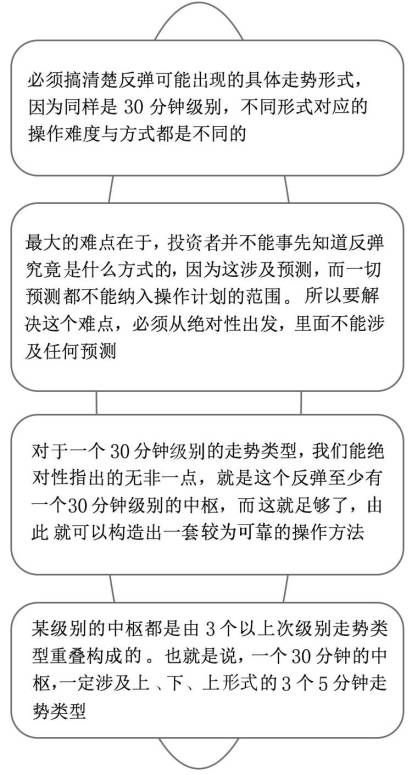 必须搞清楚反弹可能出现的具体走势形式，
因为同样是 30 分钟级别，不同形式对应的
操作难度与方式都是不同的
最大的难点在于，投资者并不能事先知道反弹
究竟是什么方式的，因为这涉及预测，而一切
预测都不能纳入操作计划的范围。所以要解
决这个难点，必须从绝对性出发，里面不能涉
及任何预测
对于一个 30 分钟级别的走势类型，我们能绝
对性指出的无非一点，就是这个反弹至少有
一个30 分钟级别的中枢，而这就足够了，由
此 就可以构造出一套较为可靠的操作方法
某级别的中枢都是由 3 个以上次级别走势类
型重叠构成的。也就是说，一个 30 分钟的中
枢，一定涉及上、下、上形式的 3 个 5 分钟走
势类型